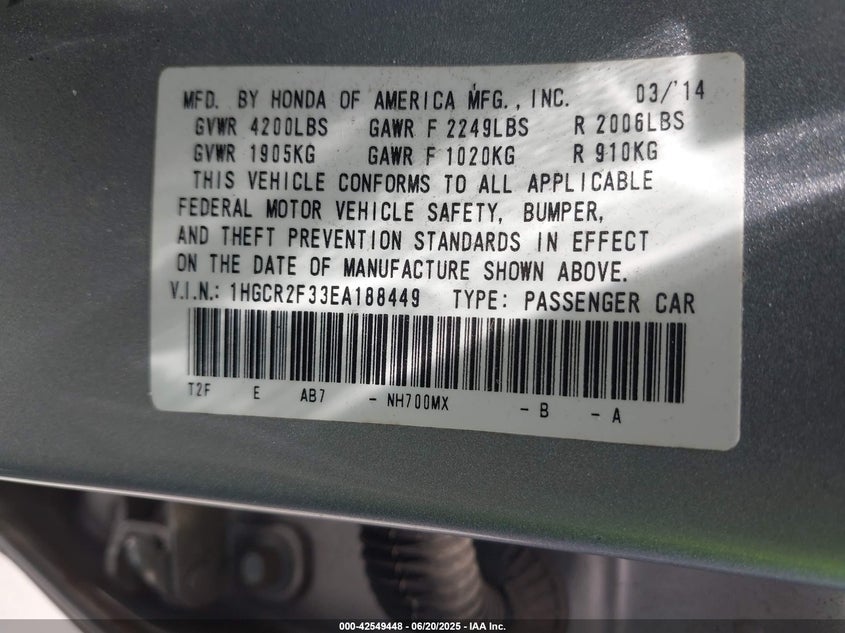 MFD. BY HONDA OF AMERICA MFG., INC. 03/'14
GVWR 4200LBS GAWR F 2249LBS R 2006LBS
GVWR 1905KG GAWR F 1020KG R 910KG
THIS VEHICLE CONFORMS TO ALL APPLICABLE
FEDERAL MOTOR VEHICLE SAFETY, BUMPER,
AND THEFT PREVENTION STANDARDS IN EFFECT
ON THE DATE OF MANUFACTURE SHOWN ABOVE.
V.I.N.: 1HGCR2F33EA188449 TYPE: PASSENGER CAR
T2F E AB7 - NH700MX - B - A
000-42549448 - 06/20/2025 - IAA Inc.